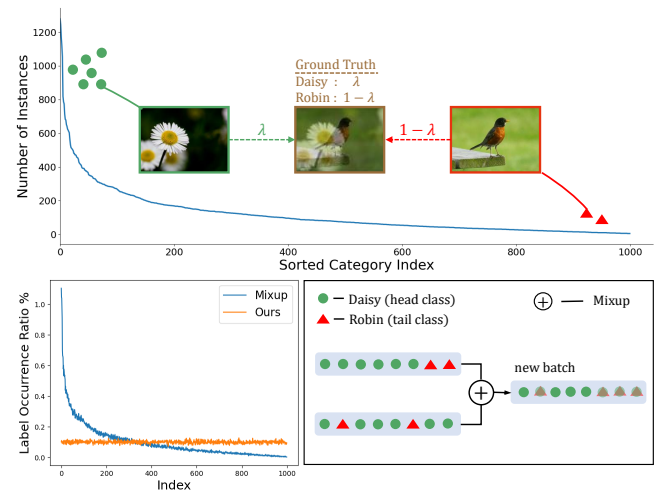 Number of Instances
1200
1000
800
600
400
200
0
0
200
400
600
800
1000
Sorted Category Index
Ground Truth
Daisy : λ
Robin : 1 − λ
λ
1 − λ
Label Occurrence Ratio %
1.0
0.8
0.6
0.4
0.2
0.0
0
200
400
600
800
1000
Index
Mixup
Ours
Daisy (head class)
Robin (tail class)
Mixup
new batch